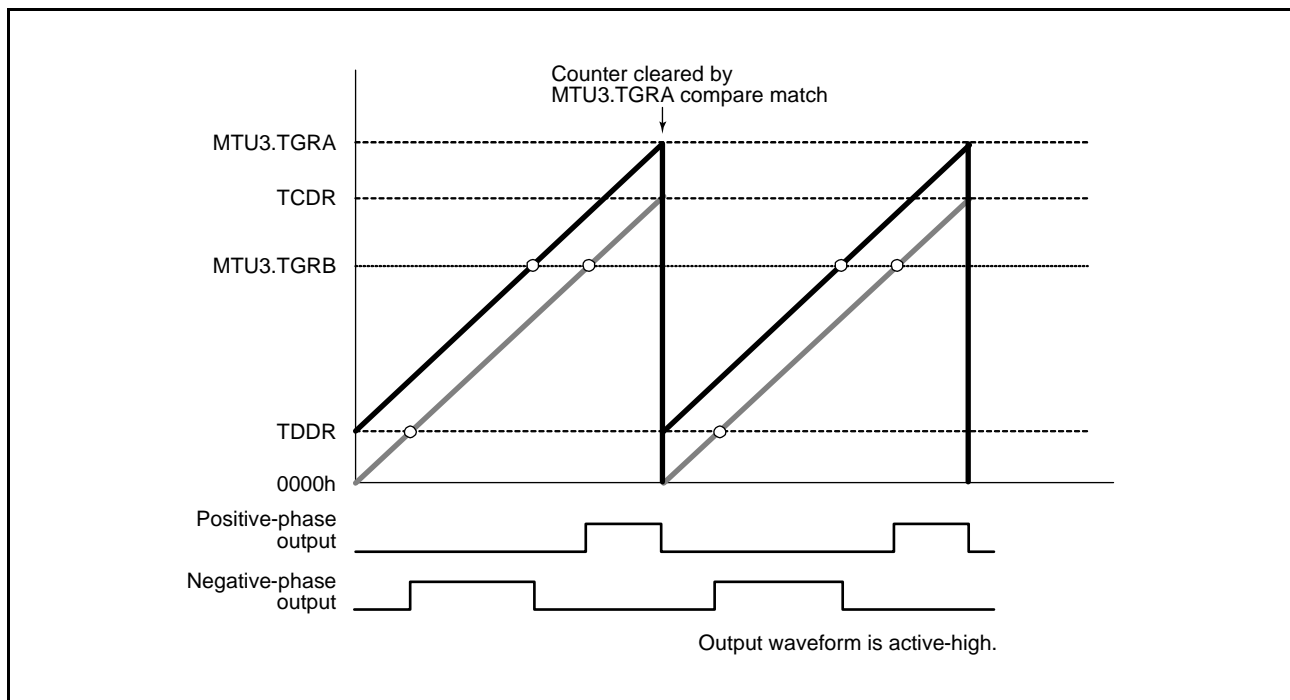 Counter cleared by
MTU3.TGRA compare match
MTU3.TGRA
TCDR
MTU3.TGRB
TDDR
0000h
Positive-phase
output
Negative-phase
output
Output waveform is active-high.